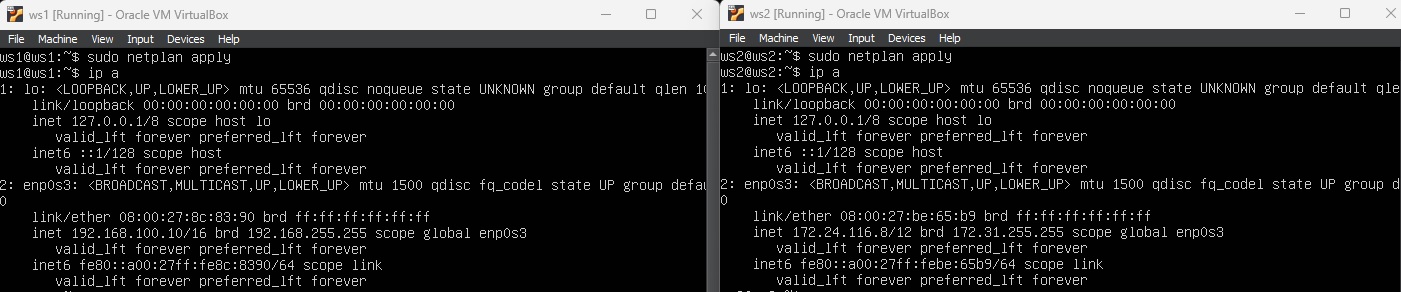 ws1 [Running] - Oracle VM VirtualBox
File Machine View Input Devices Help
ws1@ws1:~$ sudo netplan apply
ws1@ws1:~$ ip a
1: lo: <LOOPBACK,UP,LOWER_UP> mtu 65536 qdisc noqueue state UNKNOWN group default qlen 10
link/loopback 00:00:00:00:00:00 brd 00:00:00:00:00:00
inet 127.0.0.1/8 scope host lo
valid_lft forever preferred_lft forever
inet6 ::1/128 scope host
valid_lft forever preferred_lft forever
2: enp0s3: <BROADCAST,MULTICAST,UP,LOWER_UP> mtu 1500 qdisc fq_codel state UP group defau
0
link/ether 08:00:27:8c:83:90 brd ff:ff:ff:ff:ff:ff
inet 192.168.100.10/16 brd 192.168.255.255 scope global enp0s3
valid_lft forever preferred_lft forever
inet6 fe80::a00:27ff:fe8c:8390/64 scope link
valid_lft forever preferred_lft forever
ws2 [Running] - Oracle VM VirtualBox
File Machine View Input Devices Help
ws2@ws2:~$ sudo netplan apply
ws2@ws2:~$ ip a
1: lo: <LOOPBACK,UP,LOWER_UP> mtu 65536 qdisc noqueue state UNKNOWN group default qle
link/loopback 00:00:00:00:00:00 brd 00:00:00:00:00:00
inet 127.0.0.1/8 scope host lo
valid_lft forever preferred_lft forever
inet6 ::1/128 scope host
valid_lft forever preferred_lft forever
2: enp0s3: <BROADCAST,MULTICAST,UP,LOWER_UP> mtu 1500 qdisc fq_codel state UP group d
0
link/ether 08:00:27:be:65:b9 brd ff:ff:ff:ff:ff:ff
inet 172.24.116.8/12 brd 172.31.255.255 scope global enp0s3
valid_lft forever preferred_lft forever
inet6 fe80::a00:27ff:febe:65b9/64 scope link
valid_lft forever preferred_lft forever